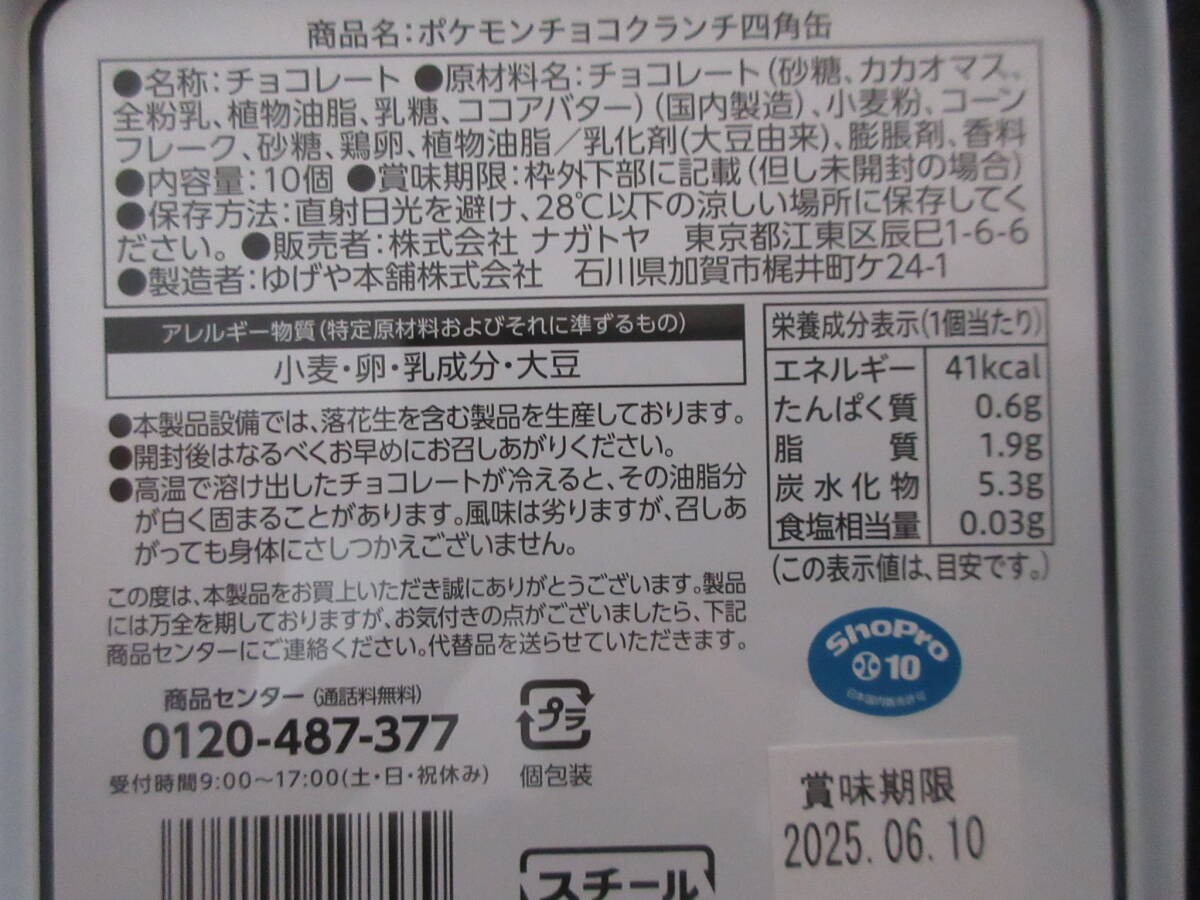 商品名:ポケモンチョコクランチ四角缶
●名称:チョコレート ●原材料名:チョコレート(砂糖、カカオマス、
全粉乳、植物油脂、乳糖、ココアバター)(国内製造)、小麦粉、コーン
フレーク、砂糖、鶏卵、植物油脂/乳化剤(大豆由来)、膨脹剤、香料
●内容量:10個 ●賞味期限:枠外下部に記載(但し未開封の場合)
●保存方法:直射日光を避け、28℃以下の涼しい場所に保存してく
ださい。●販売者:株式会社 ナガトヤ 東京都江東区辰巳1-6-6
●製造者:ゆげや本舗株式会社 石川県加賀市梶井町ケ24-1
アレルギー物質(特定原材料およびそれに準ずるもの)
小麦・卵・乳成分・大豆
●本製品設備では、落花生を含む製品を生産しております。
●開封後はなるべくお早めにお召しあがりください。
●高温で溶け出したチョコレートが冷えると、その油脂分
が白く固まることがあります。風味は劣りますが、召しあ
がっても身体にさしつかえございません。
この度は、本製品をお買上いただき誠にありがとうございます。製品
には万全を期しておりますが、お気付きの点がございましたら、下記
商品センターにご連絡ください。代替品を送らせていただきます。
商品センター(通話料無料)
0120-487-377
受付時間9:00〜17:00(土・日・祝休み)
プラ
個包装
栄養成分表示(1個当たり)
エネルギー 41kcal
たんぱく質 0.6g
脂質 1.9g
炭水化物 5.3g
食塩相当量 0.03g
(この表示値は、目安です。)
ShoPro
小 10
日本国内販売許可
賞味期限
2025.06.10
スチール